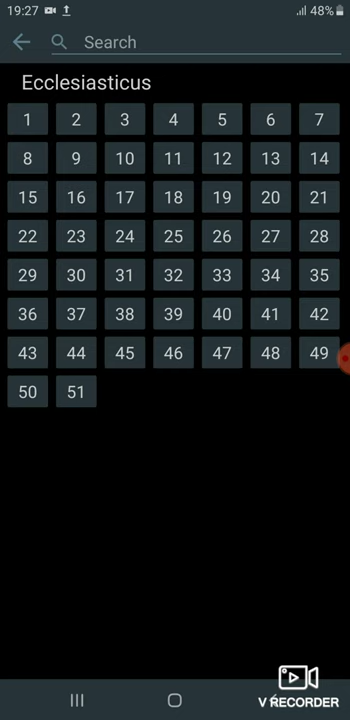 19:27 48%
Search
Ecclesiasticus
1 2 3 4 5 6 7
8 9 10 11 12 13 14
15 16 17 18 19 20 21
22 23 24 25 26 27 28
29 30 31 32 33 34 35
36 37 38 39 40 41 42
43 44 45 46 47 48 49
50 51
V RECORDER